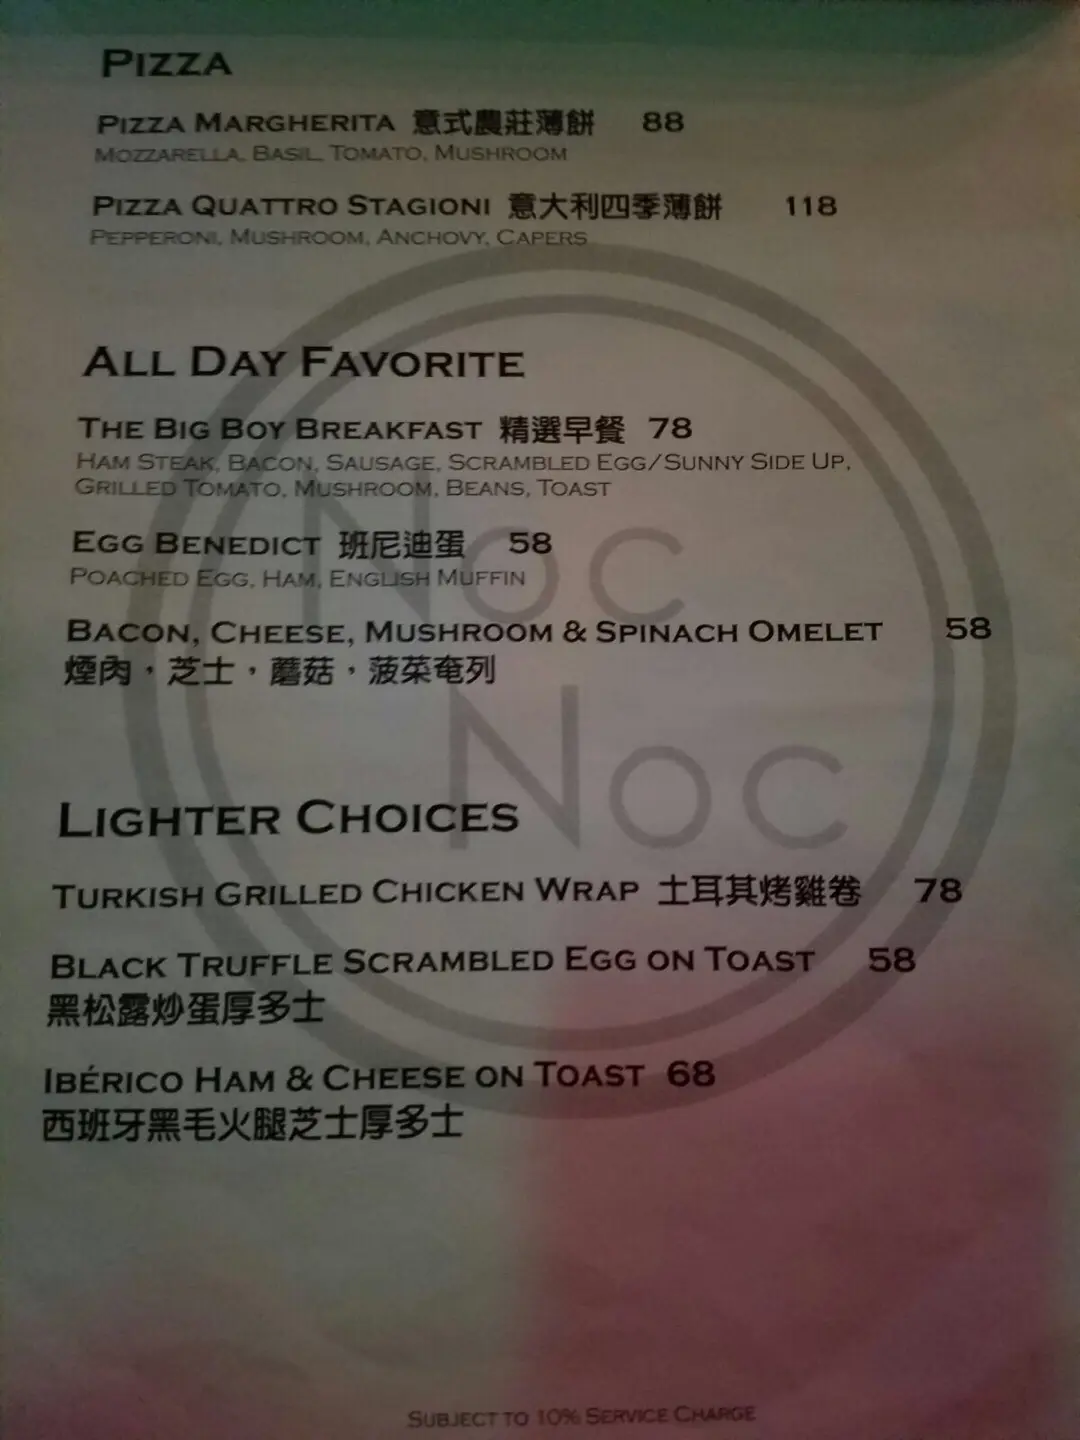 PIZZA
PIZZA MARGHERITA 意式農莊薄餅 88
MOZZARELLA, BASIL, TOMATO, MUSHROOM
PIZZA QUATTRO STAGIONI 意大利四季薄餅 118
PEPPERONI, MUSHROOM, ANCHOVY, CAPERS
ALL DAY FAVORITE
THE BIG BOY BREAKFAST 精選早餐 78
HAM STEAK, BACON, SAUSAGE, SCRAMBLED EGG/SUNNY SIDE UP,
GRILLED TOMATO, MUSHROOM, BEANS, TOAST
EGG BENEDICT 班尼迪蛋 58
POACHED EGG, HAM, ENGLISH MUFFIN
BACON, CHEESE, MUSHROOM & SPINACH OMELET 58
煙肉，芝士，蘑菇，菠菜奄列
NOC
NOC
LIGHTER CHOICES
TURKISH GRILLED CHICKEN WRAP 土耳其烤雞卷 78
BLACK TRUFFLE SCRAMBLED EGG ON TOAST 58
黑松露炒蛋厚多士
IBÉRICO HAM & CHEESE ON TOAST 68
西班牙黑毛火腿芝士厚多士
SUBJECT TO 10% SERVICE CHARGE